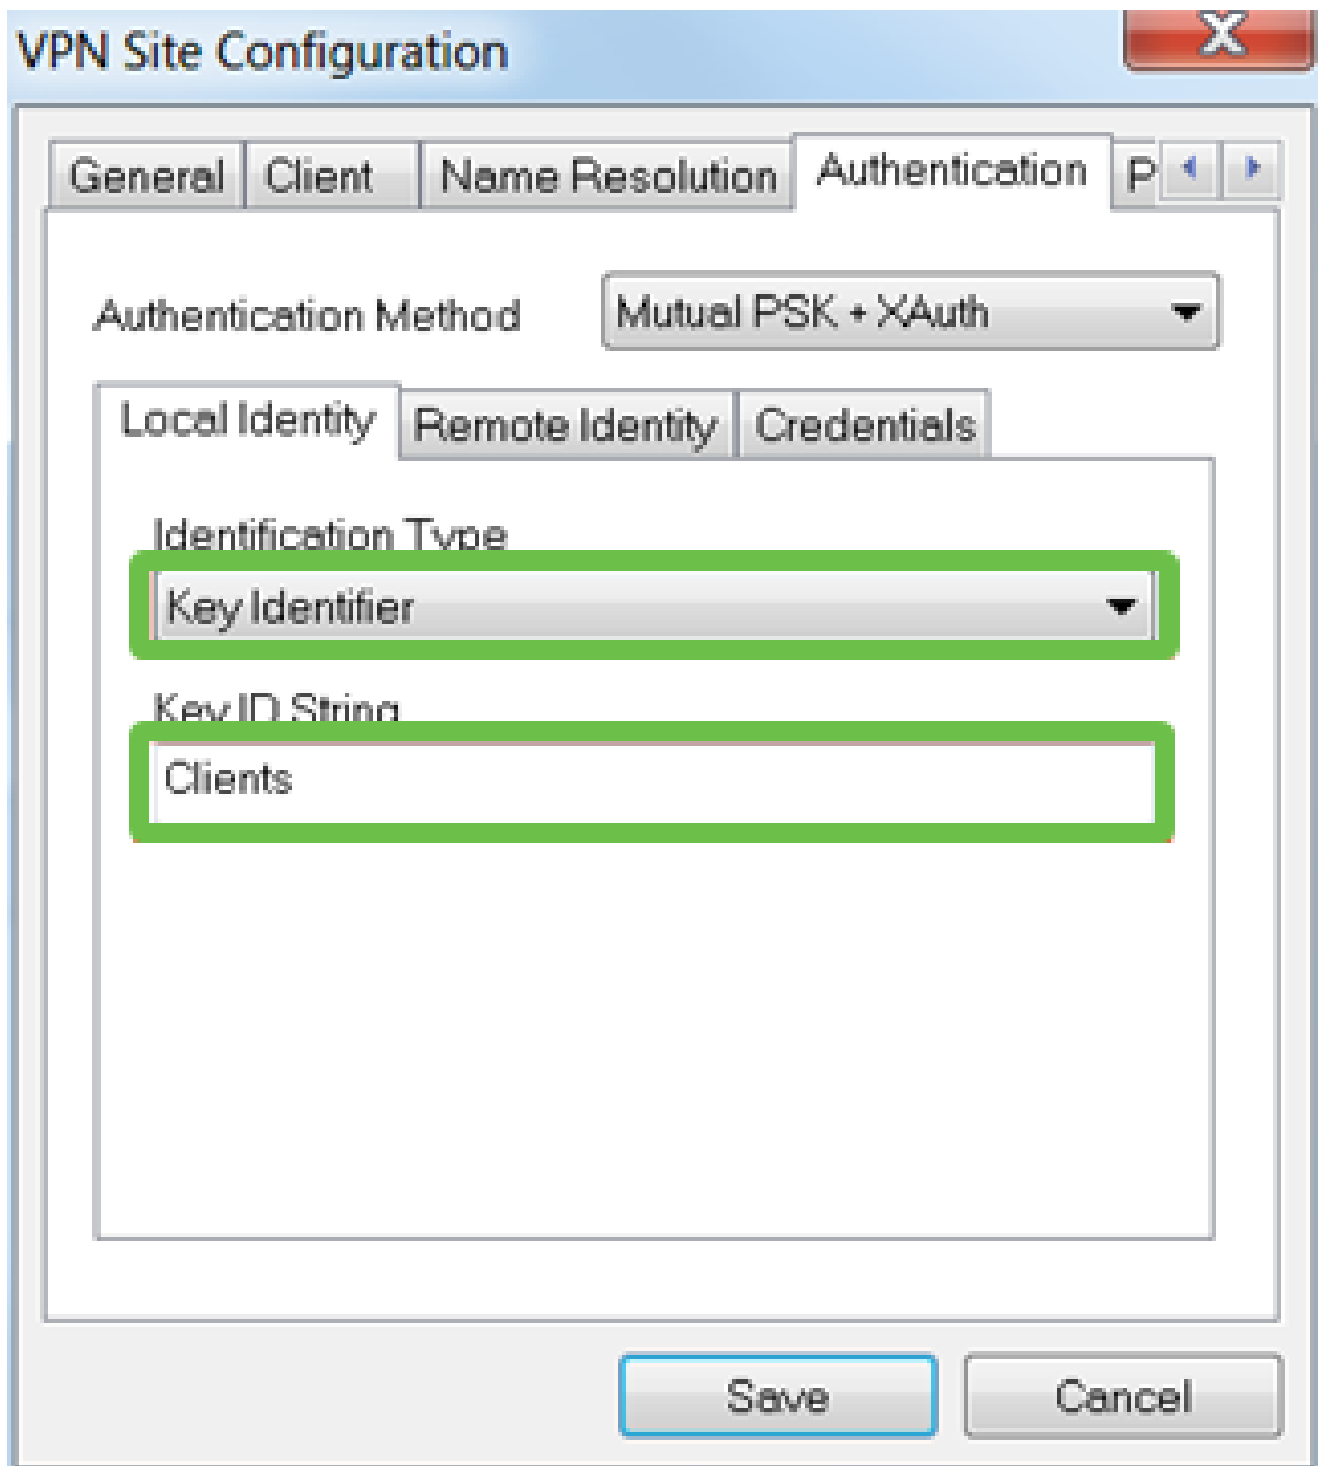 VPN Site Configuration
General Client Name Resolution Authentication P
Authentication Method Mutual PSK + XAuth
Local Identity Remote Identity Credentials
Identification Type
Key Identifier
Key ID String
Clients
Save Cancel